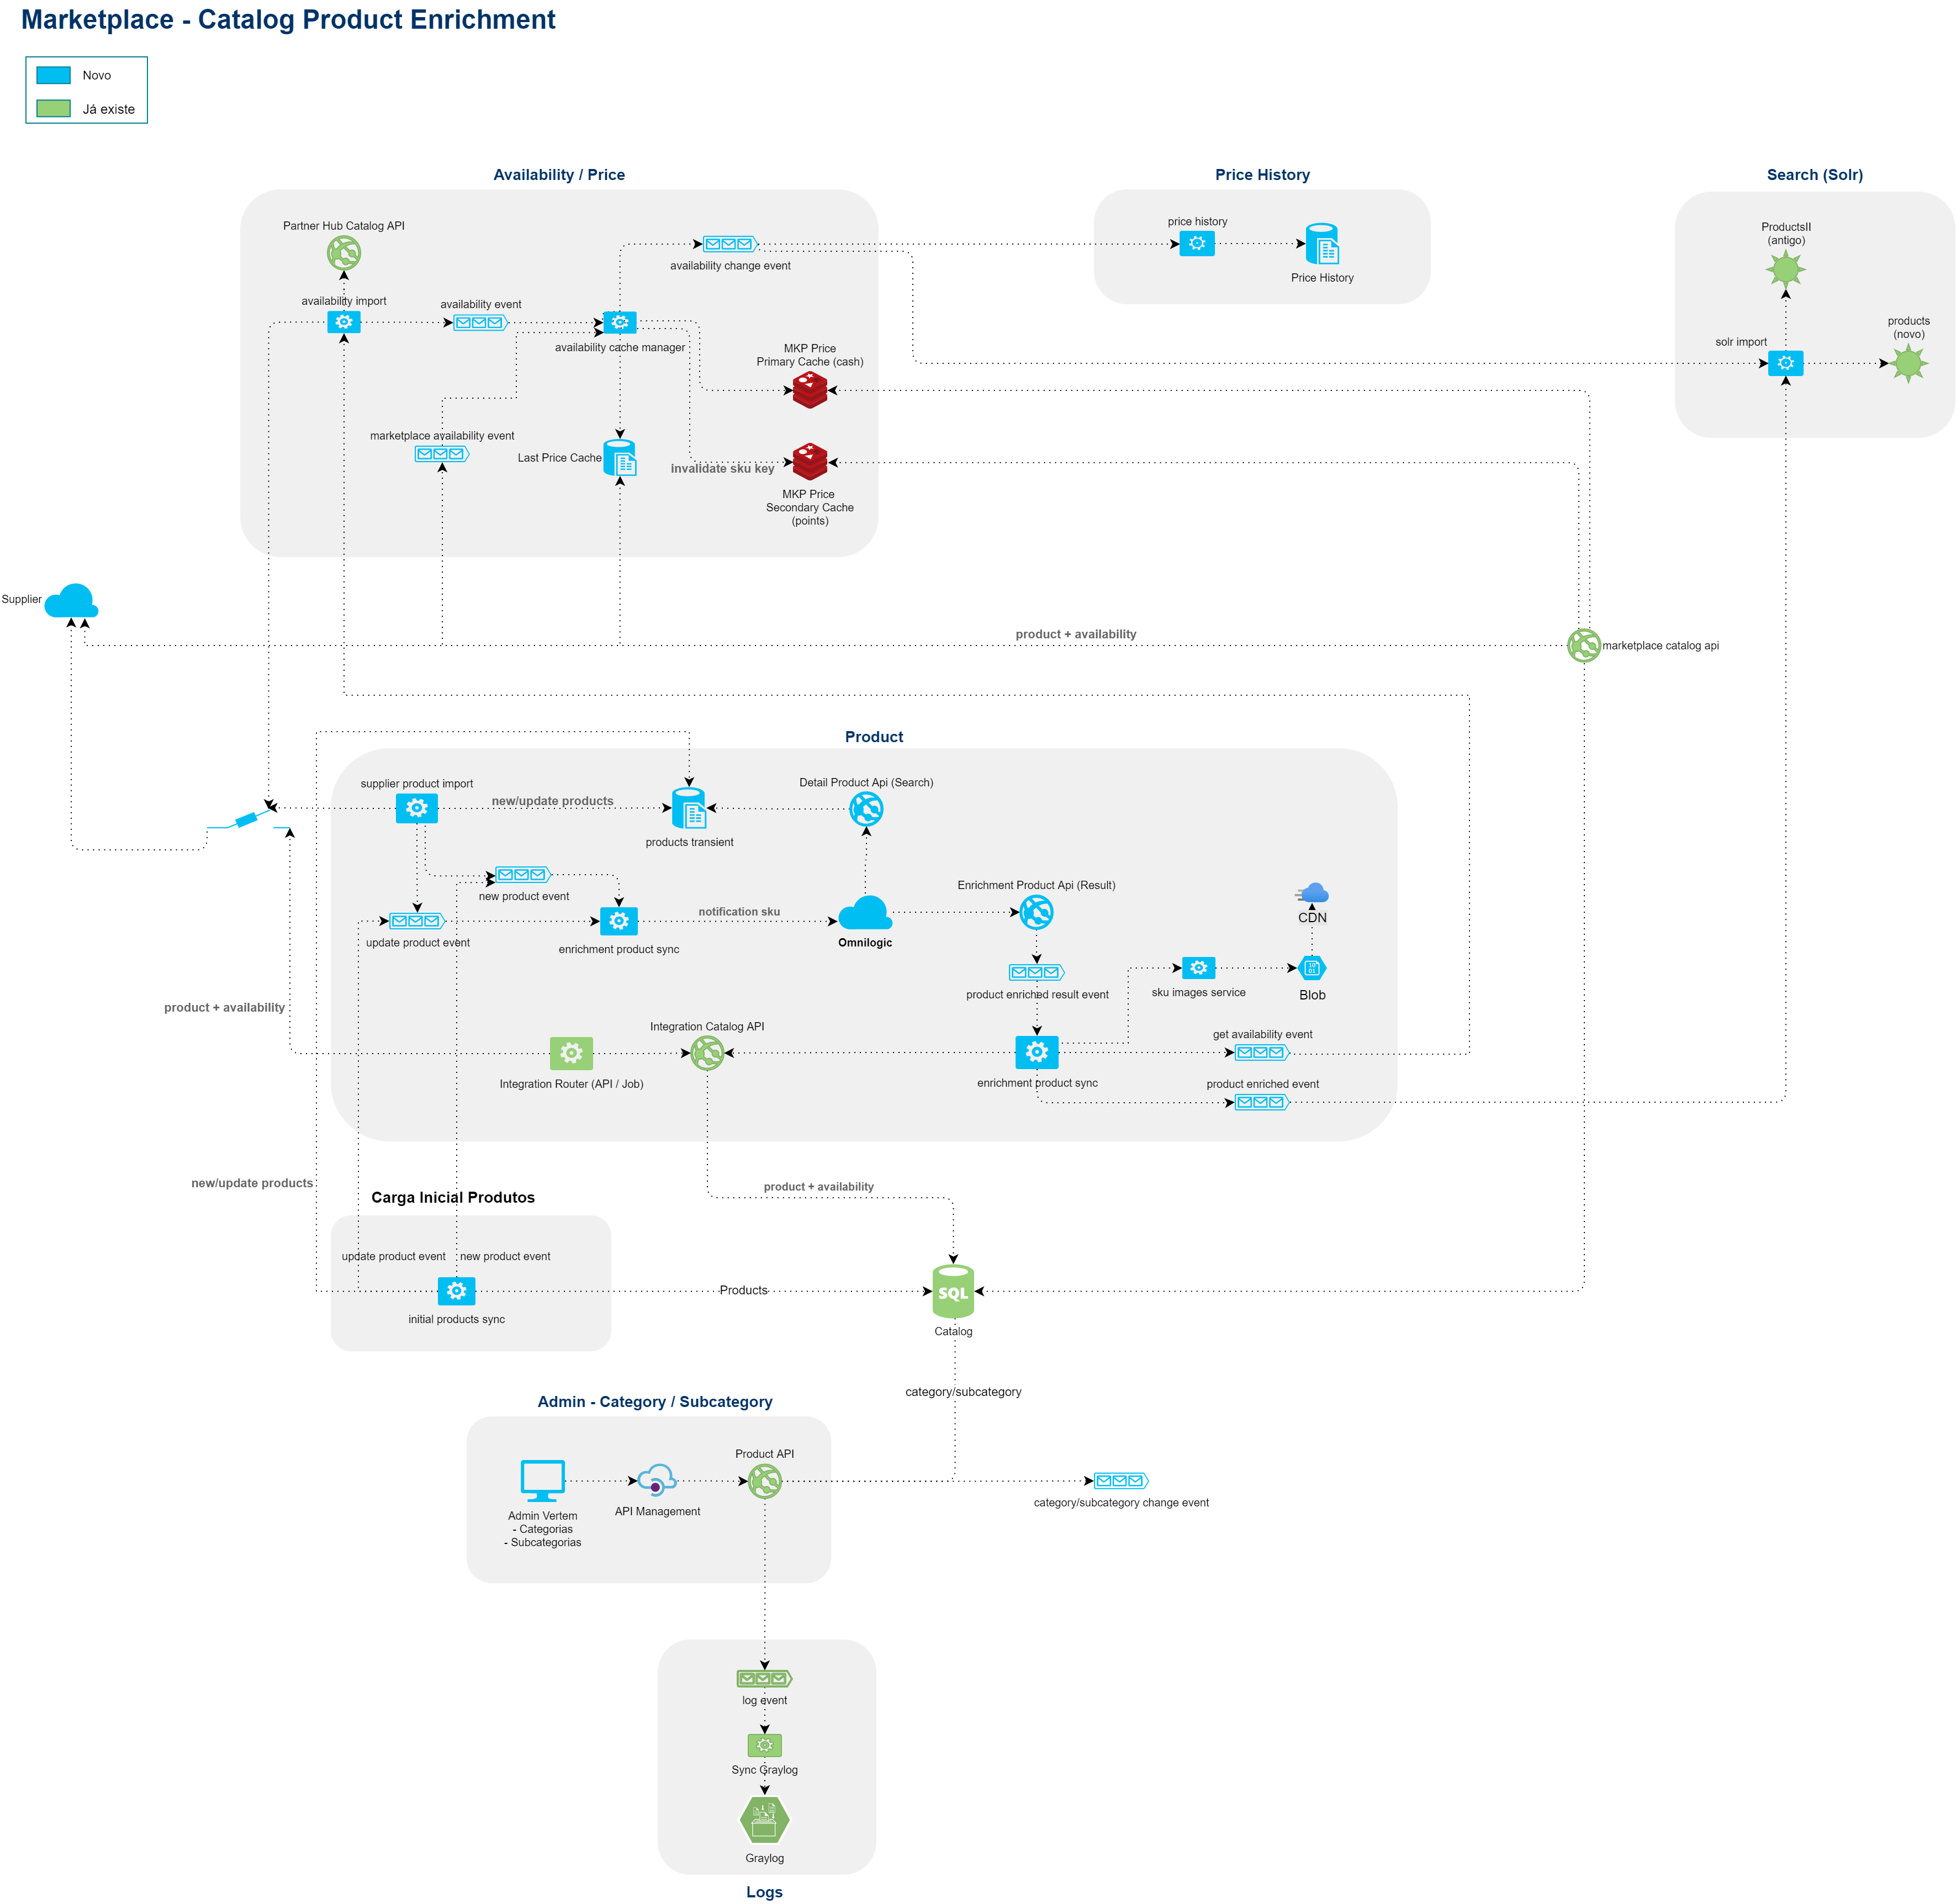 Marketplace - Catalog Product Enrichment
Novo
Já existe
Availability / Price
Price History
Search (Solr)
Partner Hub Catalog API
availability import
availability event
availability change event
availability cache manager
MKP Price
Primary Cache (cash)
marketplace availability event
Last Price Cache
invalidate sku key
MKP Price
Secondary Cache
(points)
price history
Price History
ProductsII
(antigo)
products
(novo)
solr import
Supplier
product + availability
marketplace catalog api
Product
supplier product import
new/update products
products transient
Detail Product Api (Search)
new product event
update product event
enrichment product sync
notification sku
Omnilogic
Enrichment Product Api (Result)
product enriched result event
CDN
sku images service
10
01
Blob
product + availability
Integration Catalog API
Integration Router (API / Job)
enrichment product sync
get availability event
product enriched event
new/update products
product + availability
Carga Inicial Produtos
update product event
new product event
initial products sync
Products
SQL
Catalog
category/subcategory
Admin - Category / Subcategory
Product API
Admin Vertem
- Categorias
- Subcategorias
API Management
category/subcategory change event
log event
Sync Graylog
Graylog
Logs